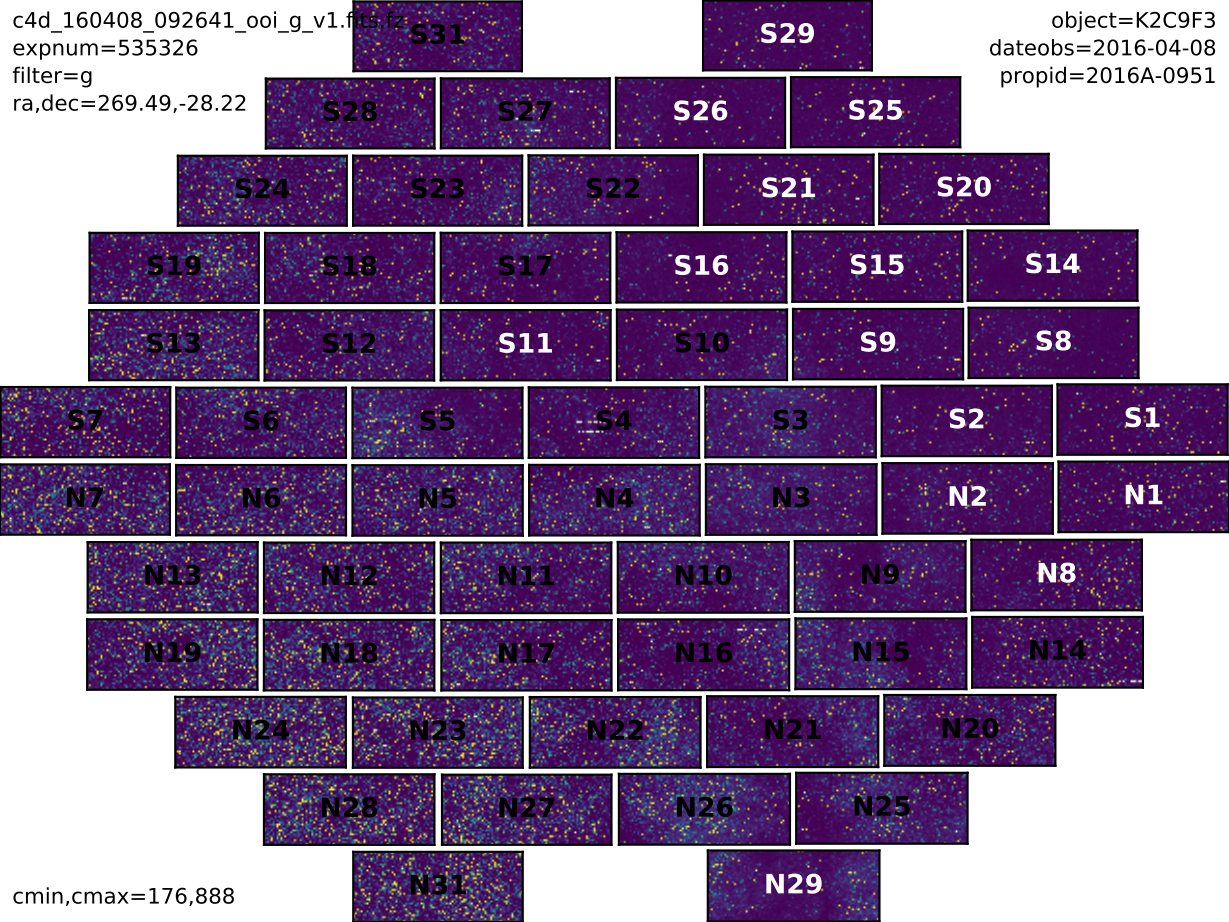 c4d_160408_092641_ooi_g_v1.fits.fz
expnum=535326
filter=g
ra,dec=269.49,-28.22
object=K2C9F3
dateobs=2016-04-08
propid=2016A-0951
S31 S29
S28 S27 S26 S25
S24 S23 S22 S21 S20
S19 S18 S17 S16 S15 S14
S13 S12 S11 S10 S9 S8
S7 S6 S5 S4 S3 S2 S1
N7 N6 N5 N4 N3 N2 N1
N13 N12 N11 N10 N9 N8
N19 N18 N17 N16 N15 N14
N24 N23 N22 N21 N20
N28 N27 N26 N25
N31 N29
cmin,cmax=176,888